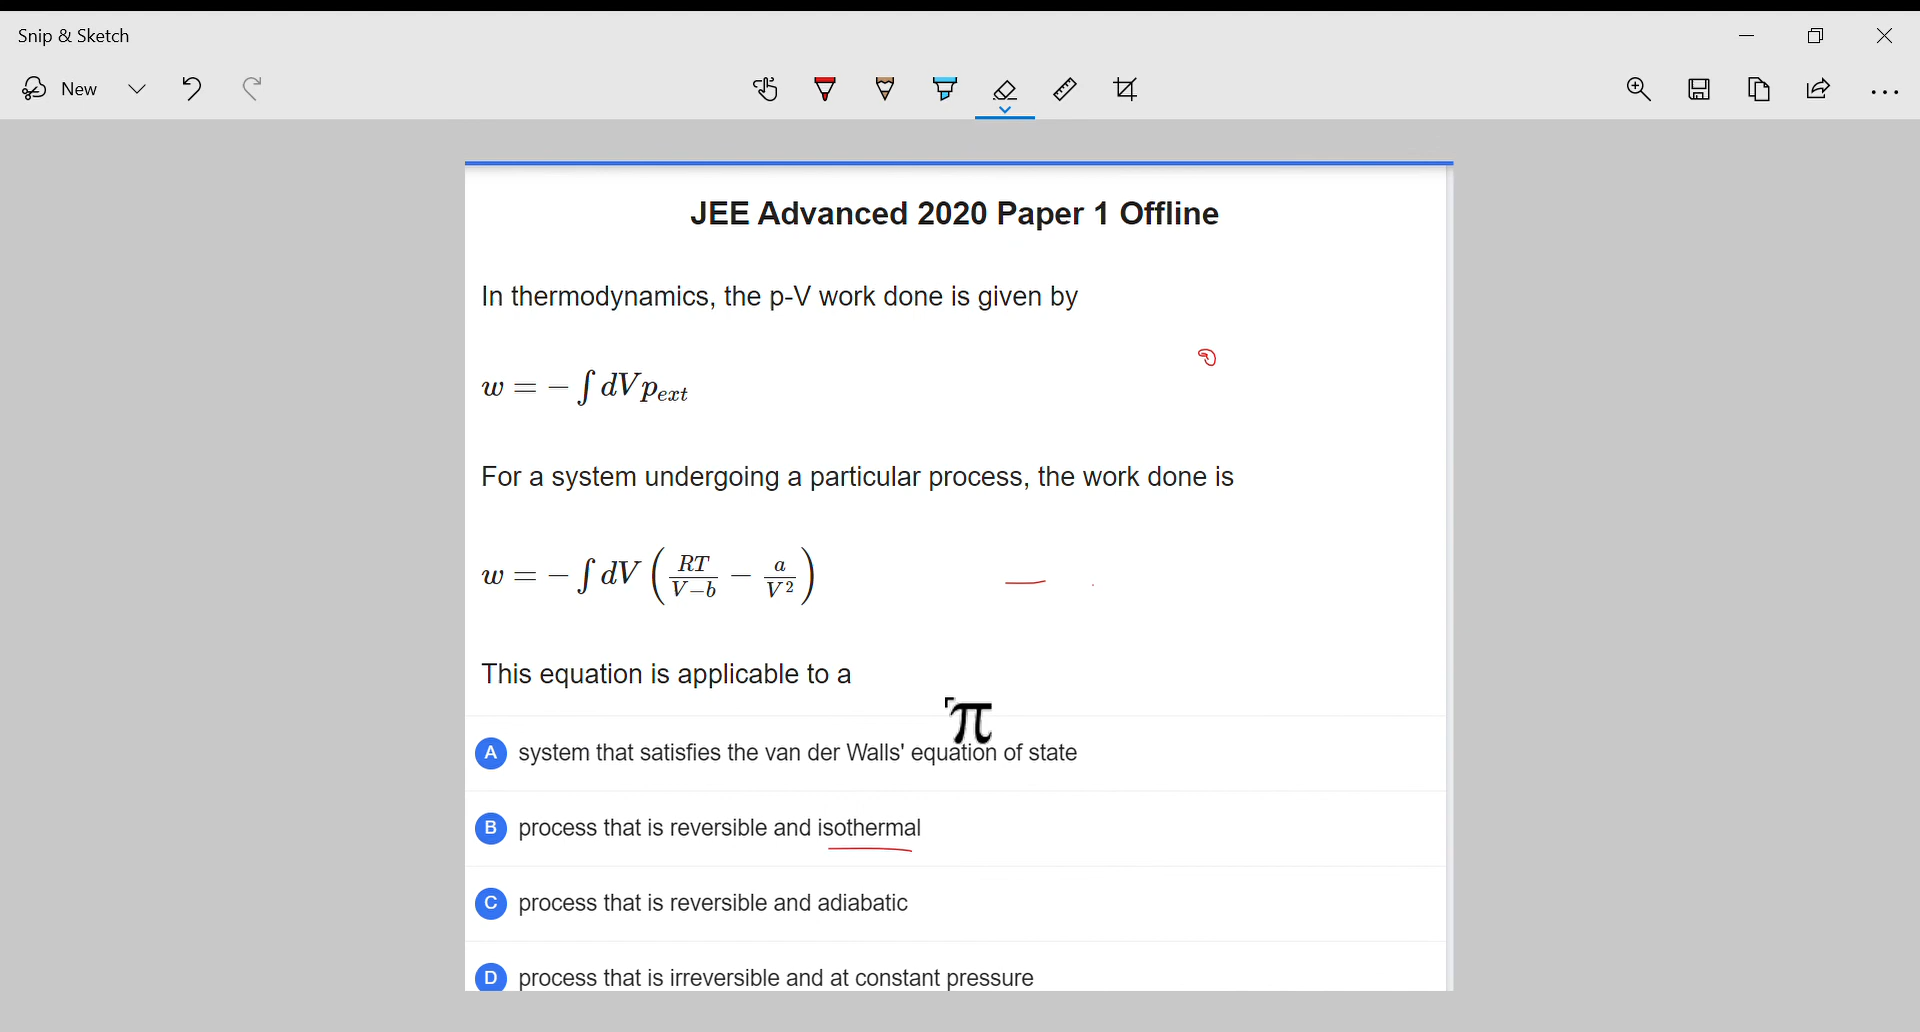 Snip & Sketch
New
JEE Advanced 2020 Paper 1 Offline
In thermodynamics, the p-V work done is given by
w = − ∫ dVp_ext
For a system undergoing a particular process, the work done is
w = − ∫ dV (RT/(V−b) − a/V²)
This equation is applicable to a
π
A system that satisfies the van der Walls' equation of state
B process that is reversible and isothermal
C process that is reversible and adiabatic
D process that is irreversible and at constant pressure